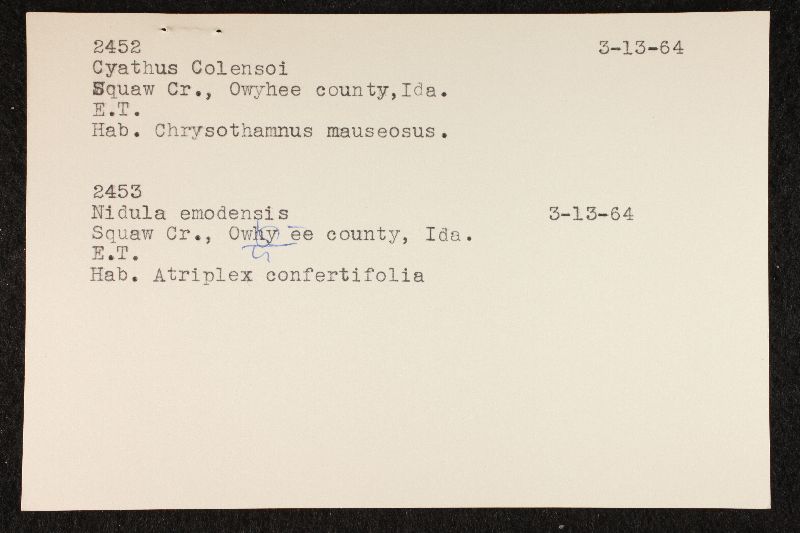 2452 3-13-64
Cyathus Colensoi
Squaw Cr., Owyhee county,Ida.
E.T.
Hab. Chrysothamnus mauseosus.
2453
Nidula emodensis 3-13-64
Squaw Cr., Owhy ee county, Ida.
E.T.
Hab. Atriplex confertifolia